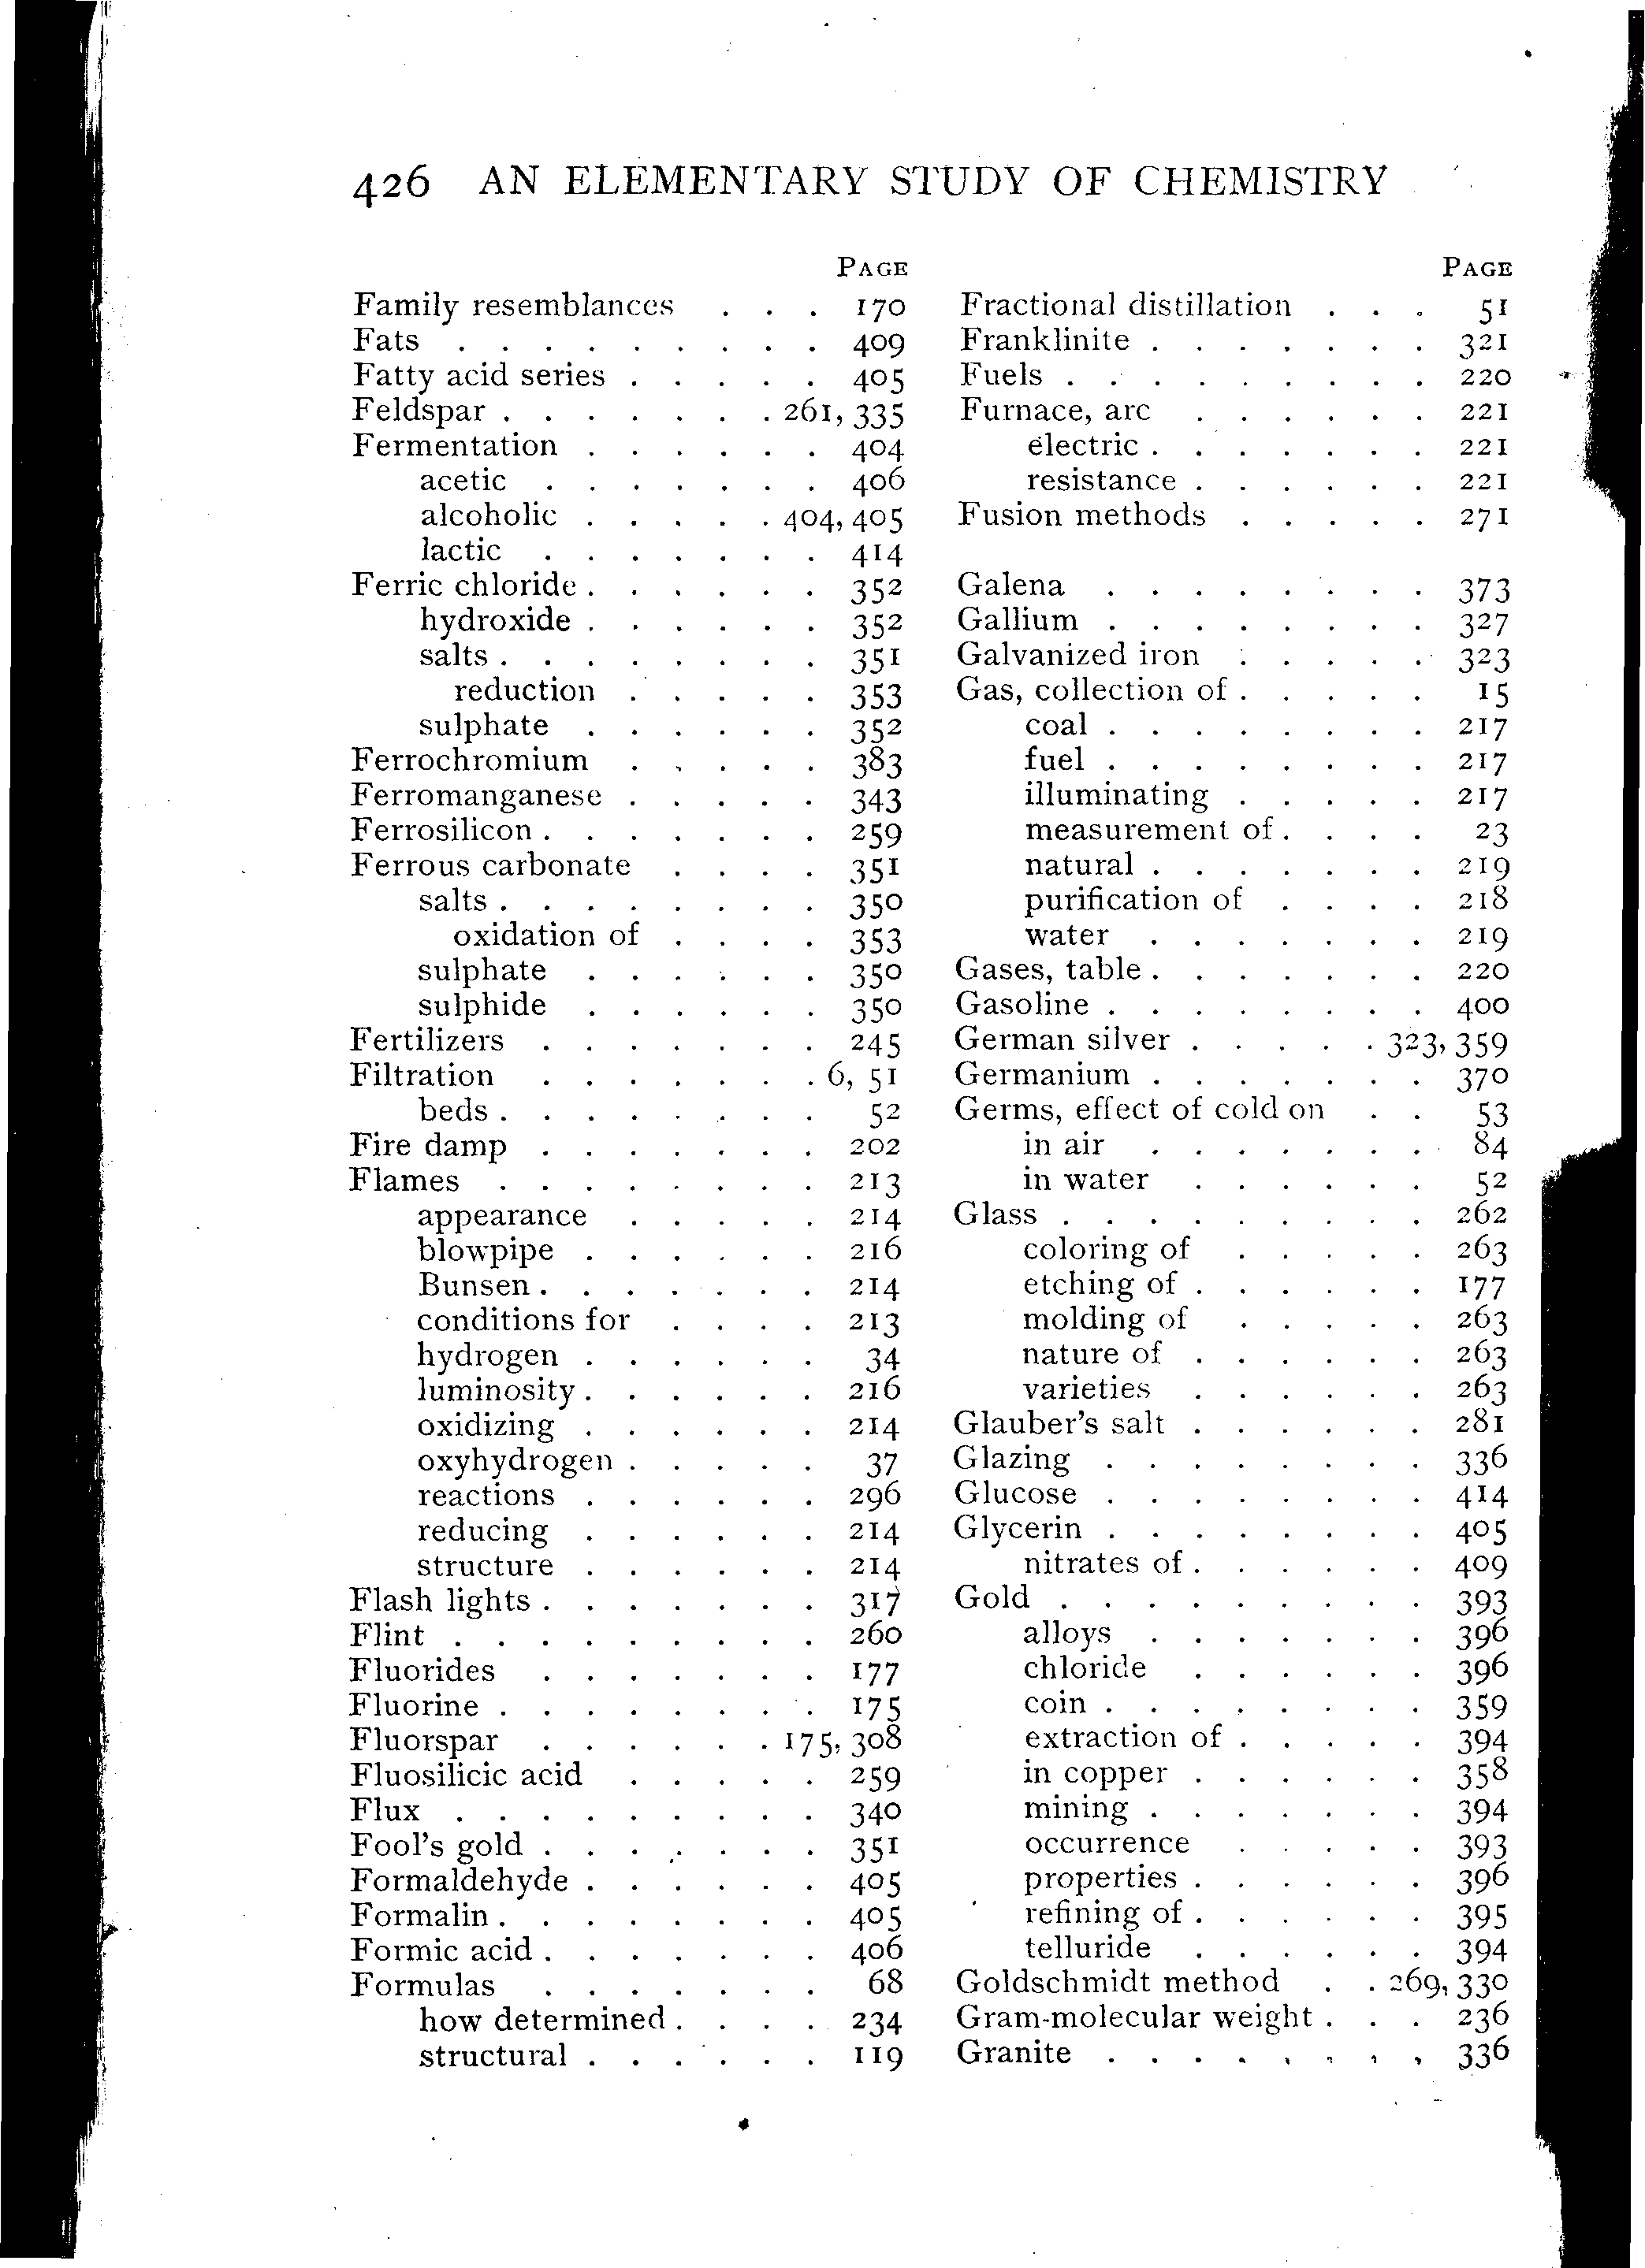 426 AN ELEMENTARY STUDY OF CHEMISTRY
PAGE
Family resemblances . . . 170
Fats . . . . . . . . . 409
Fatty acid series . . . . . 405
Feldspar . . . . . . . 261, 335
Fermentation . . . . . . 404
acetic . . . . . . . 406
alcoholic . . . . . 404, 405
lactic . . . . . . . 414
Ferric chloride . . . . . . 352
hydroxide . . . . . . 352
salts . . . . . . . . 351
reduction . . . . . 353
sulphate . . . . . . 352
Ferrochromium . . . . . 383
Ferromanganese . . . . . 343
Ferrosilicon . . . . . . . 259
Ferrous carbonate . . . . 351
salts . . . . . . . . 350
oxidation of . . . . 353
sulphate . . . . . . 350
sulphide . . . . . . 350
Fertilizers . . . . . . . 245
Filtration . . . . . . . 6, 51
beds . . . . . . . . 52
Fire damp . . . . . . . 202
Flames . . . . . . . . 213
appearance . . . . . 214
blowpipe . . . . . . 216
Bunsen . . . . . . . 214
conditions for . . . . 213
hydrogen . . . . . . 34
luminosity . . . . . . 216
oxidizing . . . . . . 214
oxyhydrogen . . . . . 37
reactions . . . . . . 296
reducing . . . . . . 214
structure . . . . . . 214
Flash lights . . . . . . . 317
Flint . . . . . . . . . 260
Fluorides . . . . . . . 177
Fluorine . . . . . . . . 175
Fluorspar . . . . . . 175, 308
Fluosilicic acid . . . . . 259
Flux . . . . . . . . . 340
Fool's gold . . . . . . . 351
Formaldehyde . . . . . . 405
Formalin . . . . . . . . 405
Formic acid . . . . . . . 406
Formulas . . . . . . . 68
how determined . . . . 234
structural . . . . . . 119
PAGE
Fractional distillation . . . 51
Franklinite . . . . . . . 321
Fuels . . . . . . . . . 220
Furnace, arc . . . . . . 221
electric . . . . . . . 221
resistance . . . . . . 221
Fusion methods . . . . . 271
Galena . . . . . . . . 373
Gallium . . . . . . . . 327
Galvanized iron . . . . . 323
Gas, collection of . . . . . 15
coal . . . . . . . . 217
fuel . . . . . . . . 217
illuminating . . . . . 217
measurement of . . . . 23
natural . . . . . . . 219
purification of . . . . 218
water . . . . . . . 219
Gases, table . . . . . . . 220
Gasoline . . . . . . . . 400
German silver . . . . . 323, 359
Germanium . . . . . . . 370
Germs, effect of cold on . . 53
in air . . . . . . . 84
in water . . . . . . 52
Glass . . . . . . . . . 262
coloring of . . . . . 263
etching of . . . . . . 177
molding of . . . . . 263
nature of . . . . . . 263
varieties . . . . . . 263
Glauber's salt . . . . . . 281
Glazing . . . . . . . . 336
Glucose . . . . . . . . 414
Glycerin . . . . . . . . 405
nitrates of . . . . . . 409
Gold . . . . . . . . . 393
alloys . . . . . . . 396
chloride . . . . . . 396
coin . . . . . . . . 359
extraction of . . . . . 394
in copper . . . . . . 358
mining . . . . . . . 394
occurrence . . . . . 393
properties . . . . . . 396
refining of . . . . . . 395
telluride . . . . . . 394
Goldschmidt method . . 269, 330
Gram-molecular weight . . . 236
Granite . . . . . . . . 336